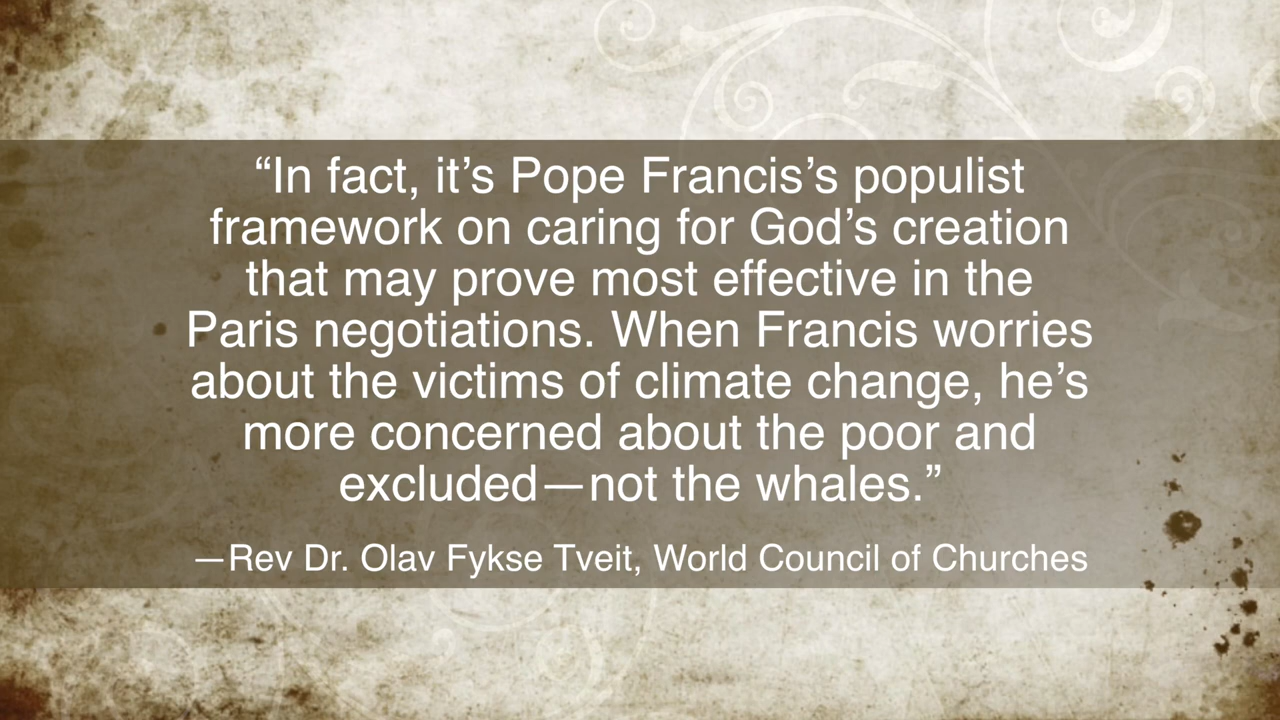 “In fact, it’s Pope Francis’s populist
framework on caring for God’s creation
that may prove most effective in the
Paris negotiations. When Francis worries
about the victims of climate change, he’s
more concerned about the poor and
excluded—not the whales.”
—Rev Dr. Olav Fykse Tveit, World Council of Churches